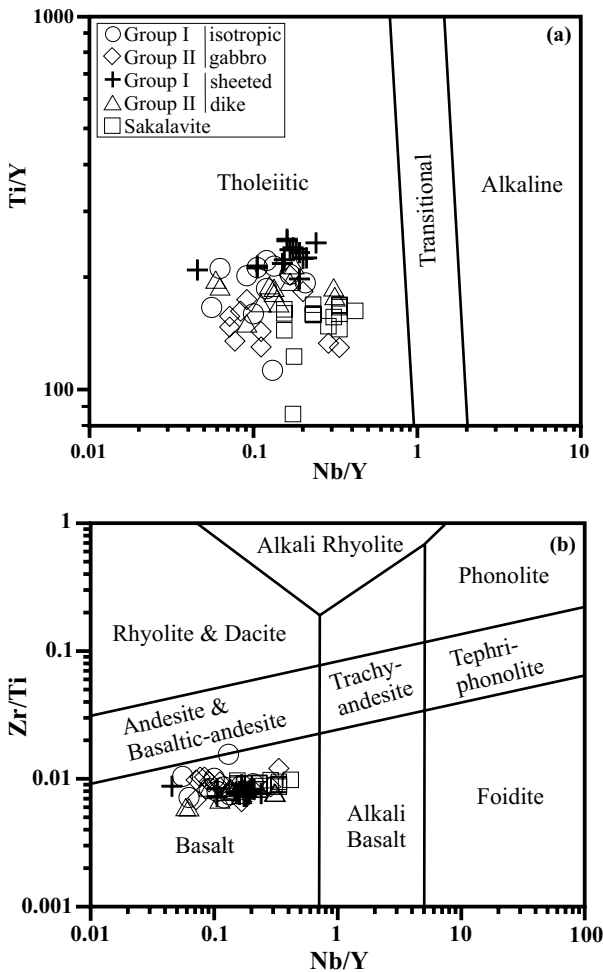 1000
(a)
Group I isotropic
Group II gabbro
Group I sheeted
Group II dike
Sakalavite
Ti/Y
Tholeiitic
Transitional
Alkaline
100
0.01
0.1
1
10
Nb/Y
1
(b)
Alkali Rhyolite
Phonolite
Rhyolite & Dacite
0.1
Trachy-
andesite
Tephri-
phonolite
Zr/Ti
Andesite &
Basaltic-andesite
0.01
Basalt
Alkali
Basalt
Foidite
0.001
0.01
0.1
1
10
100
Nb/Y